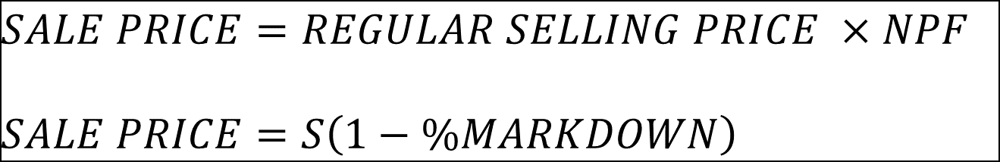 SALE PRICE = REGULAR SELLING PRICE × NPF
SALE PRICE = S(1 − %MARKDOWN)